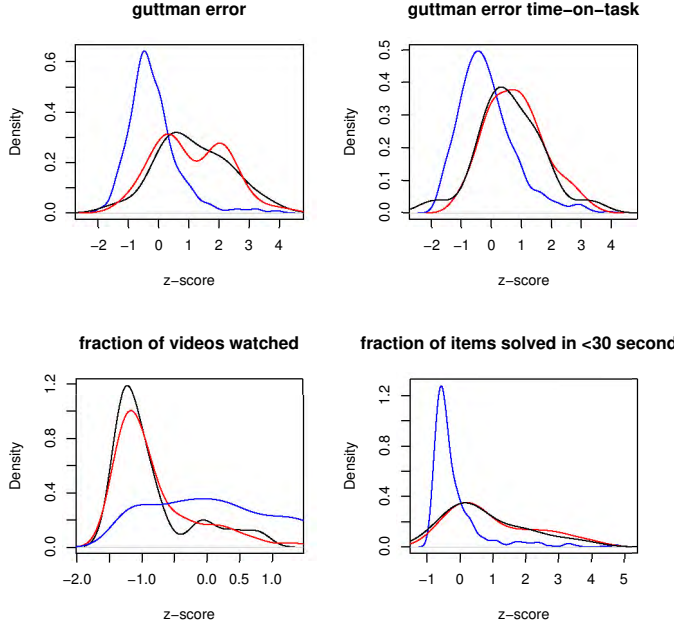 guttman error
guttman error time−on−task
Density
0.0 0.2 0.4 0.6
−2 −1 0 1 2 3 4
z−score
Density
0.0 0.1 0.2 0.3 0.4 0.5
−2 −1 0 1 2 3 4
z−score
fraction of videos watched
fraction of items solved in <30 second
Density
0.0 0.4 0.8 1.2
−2.0 −1.0 0.0 0.5 1.0
z−score
Density
0.0 0.4 0.8 1.2
−1 0 1 2 3 4 5
z−score